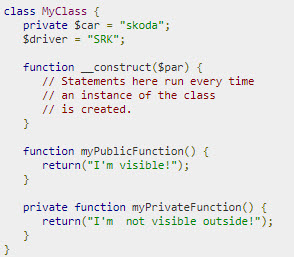 class MyClass {
   private $car = "skoda";
   $driver = "SRK";

   function __construct($par) {
      // Statements here run every time
      // an instance of the class
      // is created.
   }

   function myPublicFunction() {
      return("I'm visible!");
   }

   private function myPrivateFunction() {
      return("I'm  not visible outside!");
   }
}